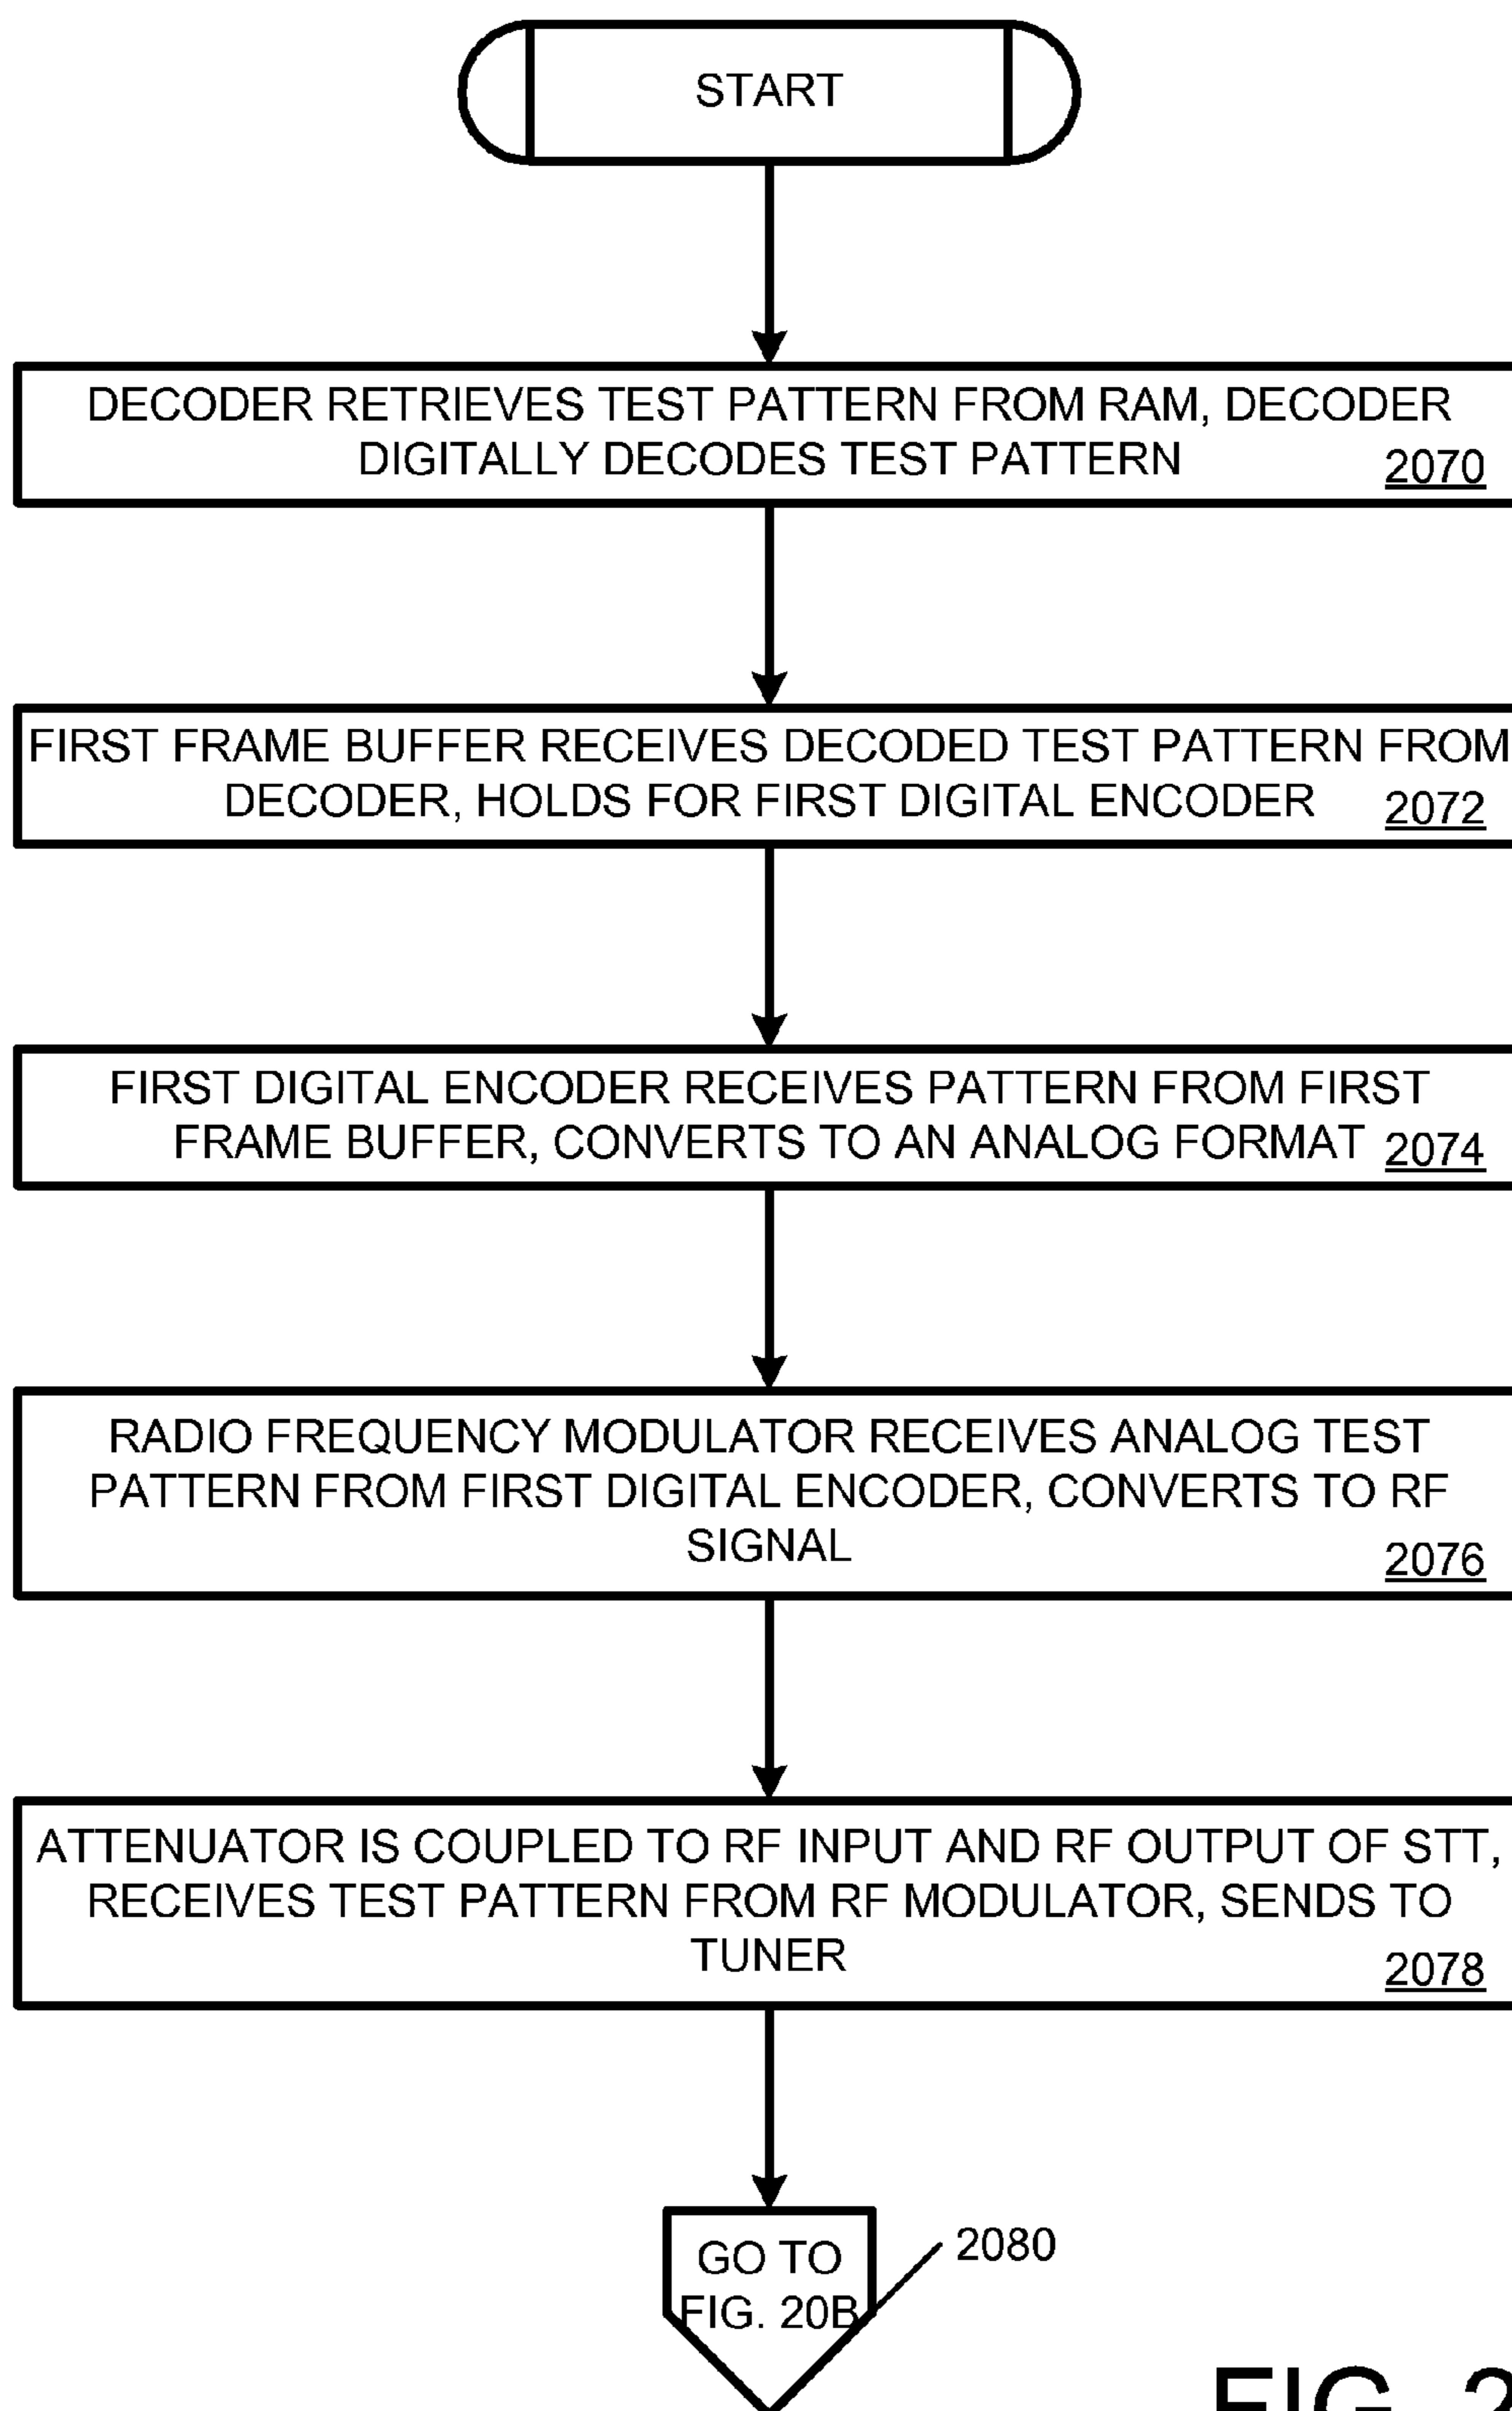 START
DECODER RETRIEVES TEST PATTERN FROM RAM, DECODER
DIGITALLY DECODES TEST PATTERN
2070
FIRST FRAME BUFFER RECEIVES DECODED TEST PATTERN FROM
DECODER, HOLDS FOR FIRST DIGITAL ENCODER
2072
FIRST DIGITAL ENCODER RECEIVES PATTERN FROM FIRST
FRAME BUFFER, CONVERTS TO AN ANALOG FORMAT
2074
RADIO FREQUENCY MODULATOR RECEIVES ANALOG TEST
PATTERN FROM FIRST DIGITAL ENCODER, CONVERTS TO RF
SIGNAL
2076
ATTENUATOR IS COUPLED TO RF INPUT AND RF OUTPUT OF STT,
RECEIVES TEST PATTERN FROM RF MODULATOR, SENDS TO
TUNER
2078
GO TO
FIG. 20B
2080
FIG. 2